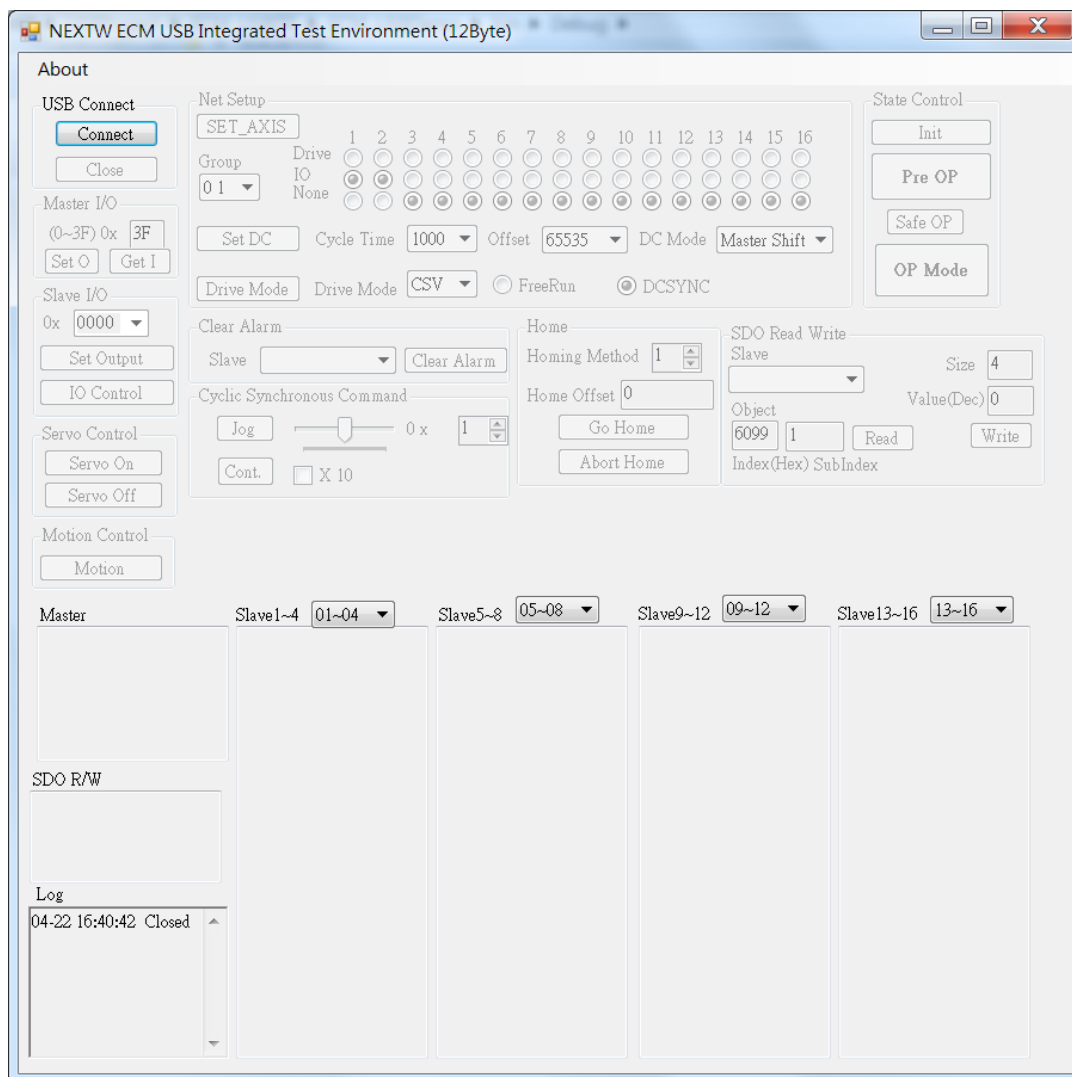 NEXTW ECM USB Integrated Test Environment (12Byte)
About
USB Connect
Connect
Close
Master I/O
(0~3F) 0x 3F
Set O Get I
Slave I/O
0x 0000
Set Output
IO Control
Servo Control
Servo On
Servo Off
Motion Control
Motion
Net Setup
SET_AXIS
1 2 3 4 5 6 7 8 9 10 11 12 13 14 15 16
Group
0 1
Drive
IO
None
Set DC Cycle Time 1000 Offset 65535 DC Mode Master Shift
Drive Mode Drive Mode CSV FreeRun DCSYNC
State Control
Init
Pre OP
Safe OP
OP Mode
Clear Alarm
Slave Clear Alarm
Cyclic Synchronous Command
Jog 0 x 1
Cont. X 10
Home
Homing Method 1
Home Offset 0
Go Home
Abort Home
SDO Read Write
Slave
Size 4
Value(Dec) 0
Object
6099 1 Read Write
Index(Hex) SubIndex
Master Slave1~4 01~04 Slave5~8 05~08 Slave9~12 09~12 Slave13~16 13~16
SDO R/W
Log
04-22 16:40:42 Closed